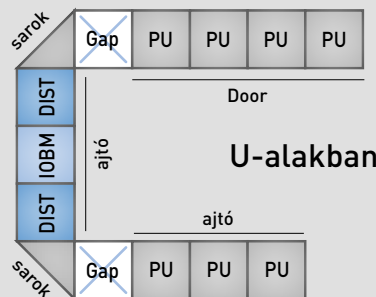 sarok
Gap PU PU PU PU
DIST
Door
IOBM
ajtó
U-alakban
DIST
ajtó
sarok
Gap PU PU PU